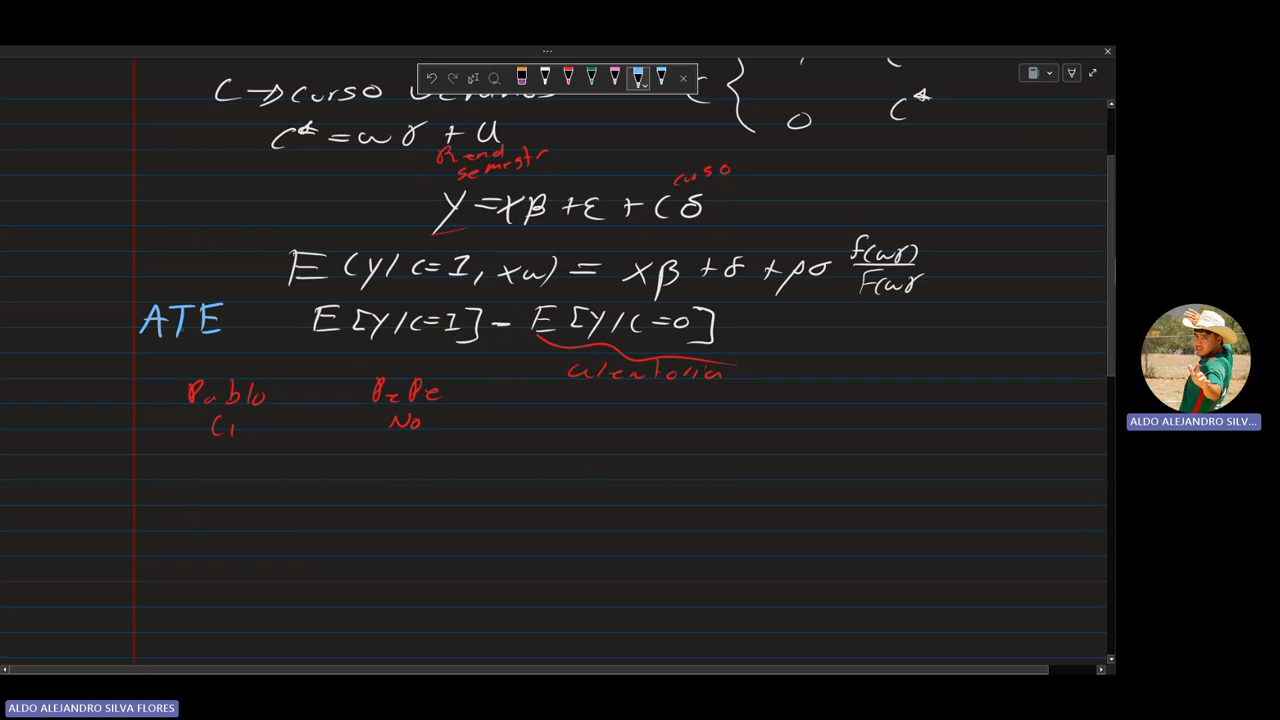 C → curso
C* = wγ + U
C*
0
Rend
semestr
curso
y = xβ + ε + Cδ
E (y/c=1, xw) = xβ + δ + ρσ f(wγ)/F(wγ
ATE E[y/c=1] - E[y/c=0]
aleatoria
Pablo PePe
No
ALDO ALEJANDRO SILV...
ALDO ALEJANDRO SILVA FLORES